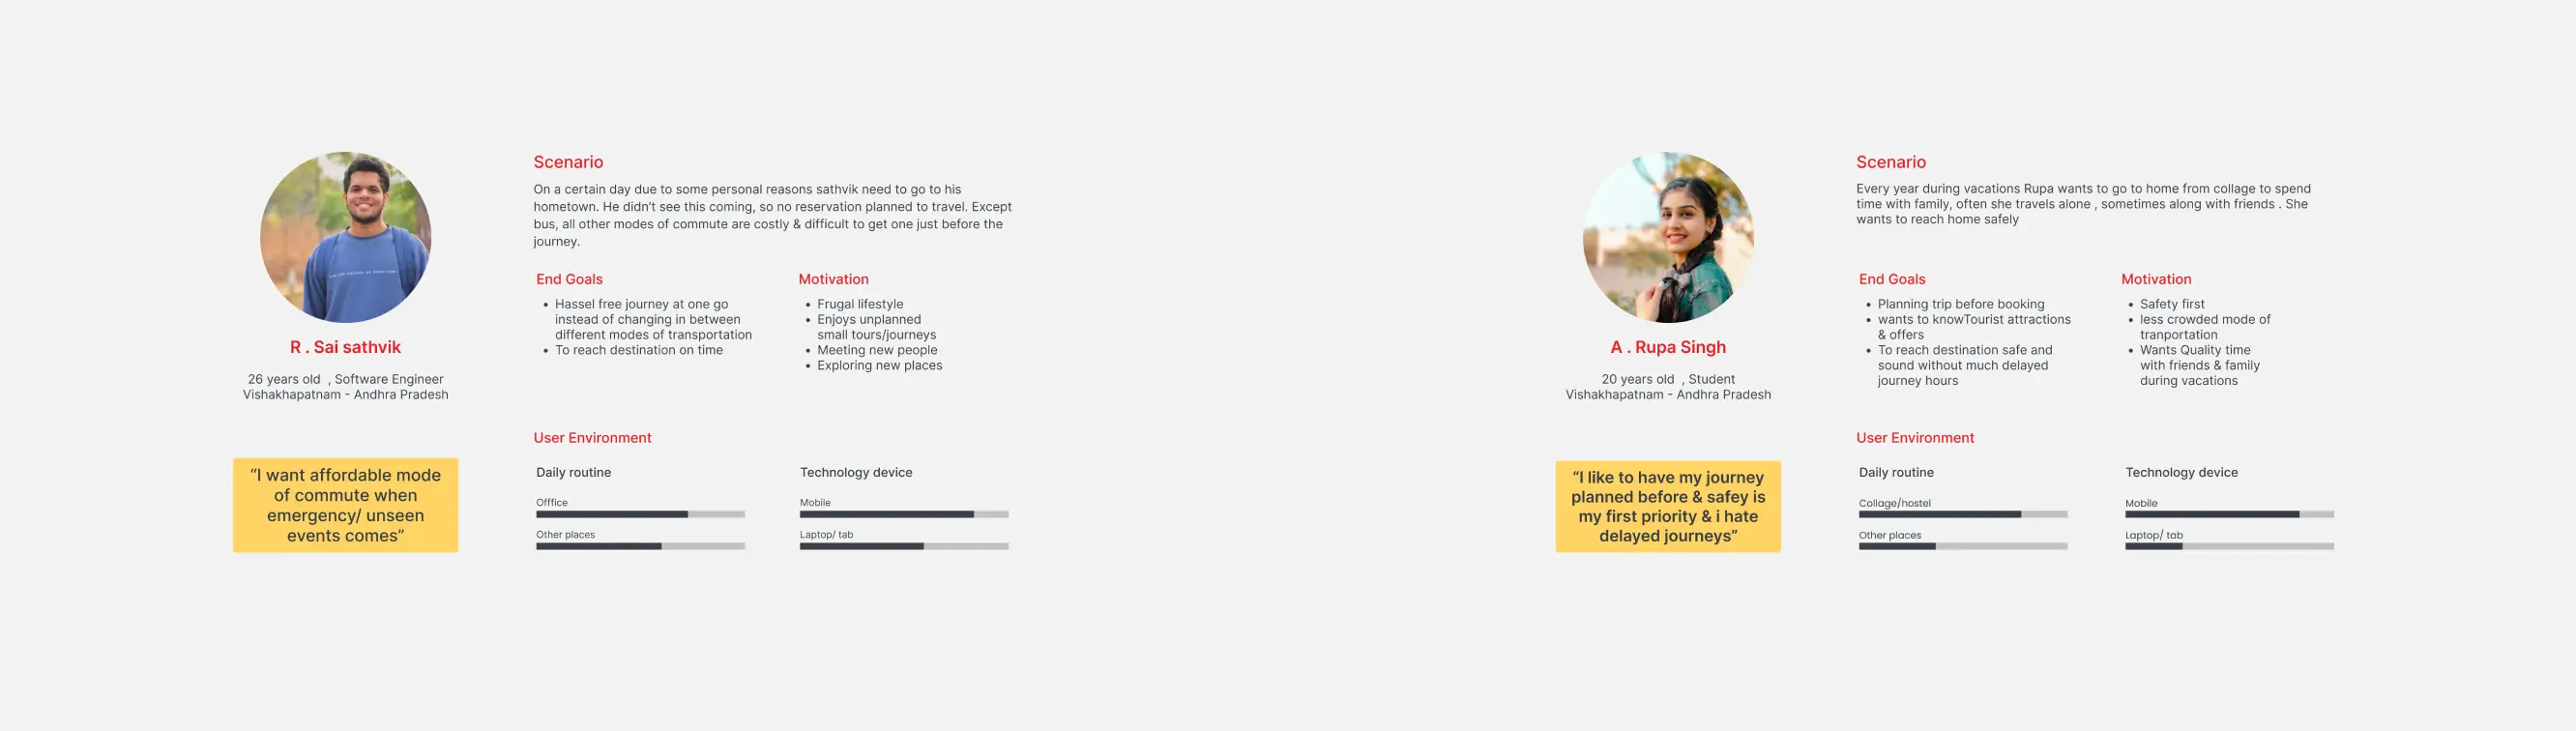 R . Sai sathvik
26 years old  , Software Engineer
Vishakhapatnam - Andhra Pradesh
“I want affordable mode
of commute when
emergency/ unseen
events comes”
Scenario
On a certain day due to some personal reasons sathvik need to go to his
hometown. He didn’t see this coming, so no reservation planned to travel. Except
bus, all other modes of commute are costly & difficult to get one just before the
journey.
End Goals
• Hassel free journey at one go
instead of changing in between
different modes of transportation
• To reach destination on time
Motivation
• Frugal lifestyle
• Enjoys unplanned
small tours/journeys
• Meeting new people
• Exploring new places
User Environment
Daily routine
Offfice
Other places
Technology device
Mobile
Laptop/ tab
A . Rupa Singh
20 years old  , Student
Vishakhapatnam - Andhra Pradesh
“I like to have my journey
planned before & safey is
my first priority & i hate
delayed journeys”
Scenario
Every year during vacations Rupa wants to go to home from collage to spend
time with family, often she travels alone , sometimes along with friends . She
wants to reach home safely
End Goals
• Planning trip before booking
• wants to knowTourist attractions
& offers
• To reach destination safe and
sound without much delayed
journey hours
Motivation
• Safety first
• less crowded mode of
tranportation
• Wants Quality time
with friends & family
during vacations
User Environment
Daily routine
Collage/hostel
Other places
Technology device
Mobile
Laptop/ tab